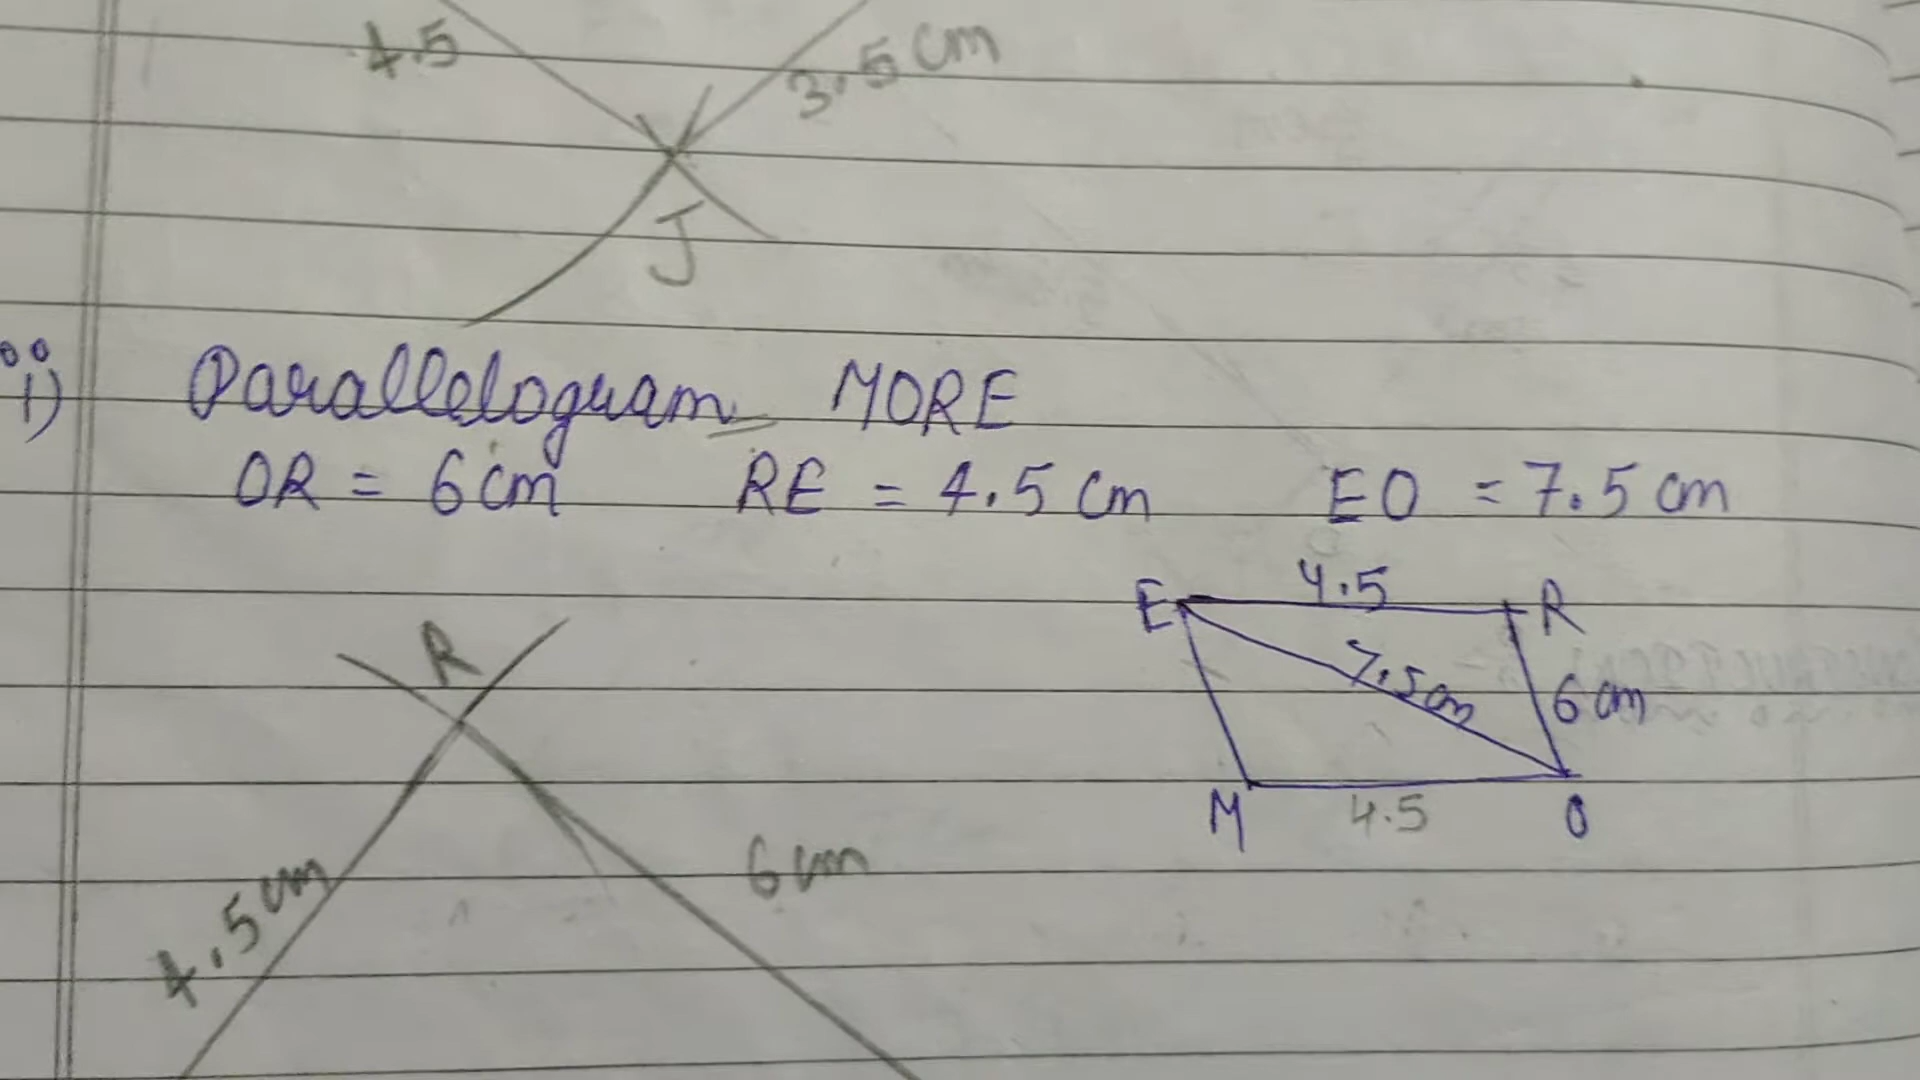 4.5 3.5 cm
J
ii) Parallelogram MORE
OR = 6 cm RE = 4.5 cm EO = 7.5 cm
E 4.5 R
R
7.5 cm 6 cm
M 4.5 O
4.5 cm 6 cm